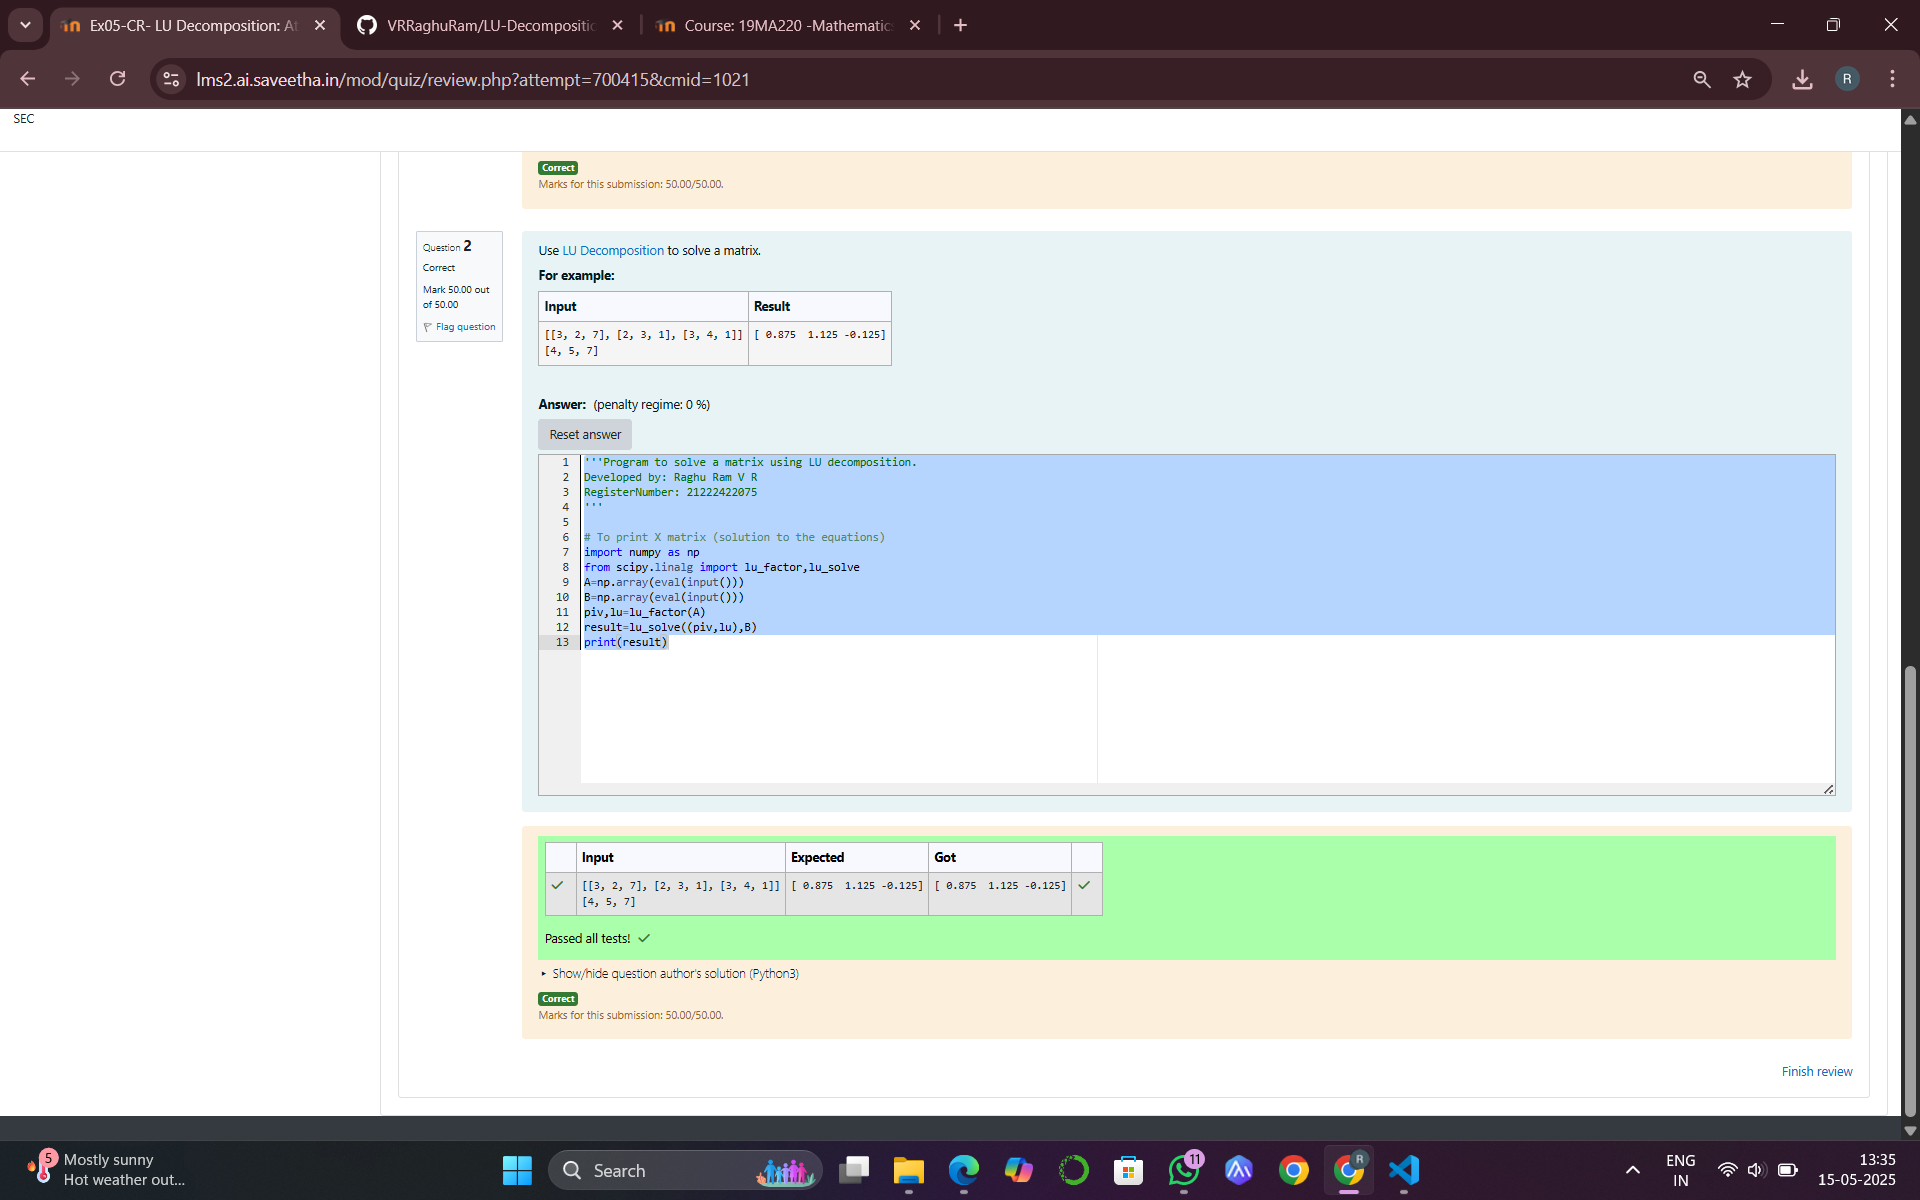 Ex05-CR- LU Decomposition: At
VRRaghuRam/LU-Decompositio
Course: 19MA220 -Mathematics
lms2.ai.saveetha.in/mod/quiz/review.php?attempt=700415&cmid=1021
R
SEC
Correct
Marks for this submission: 50.00/50.00.
Question 2
Correct
Mark 50.00 out
of 50.00
Flag question
Use LU Decomposition to solve a matrix.
For example:
Input Result
[[3, 2, 7], [2, 3, 1], [3, 4, 1]] [ 0.875  1.125 -0.125]
[4, 5, 7]
Answer: (penalty regime: 0 %)
Reset answer
1 '''Program to solve a matrix using LU decomposition.
2 Developed by: Raghu Ram V R
3 RegisterNumber: 21222422075
4 '''
5
6 # To print X matrix (solution to the equations)
7 import numpy as np
8 from scipy.linalg import lu_factor,lu_solve
9 A=np.array(eval(input()))
10 B=np.array(eval(input()))
11 piv,lu=lu_factor(A)
12 result=lu_solve((piv,lu),B)
13 print(result)
Input Expected Got
[[3, 2, 7], [2, 3, 1], [3, 4, 1]] [ 0.875  1.125 -0.125] [ 0.875  1.125 -0.125]
[4, 5, 7]
Passed all tests!
Show/hide question author's solution (Python3)
Correct
Marks for this submission: 50.00/50.00.
Finish review
5
Mostly sunny
Hot weather out...
Search
11
R
ENG
IN
13:35
15-05-2025